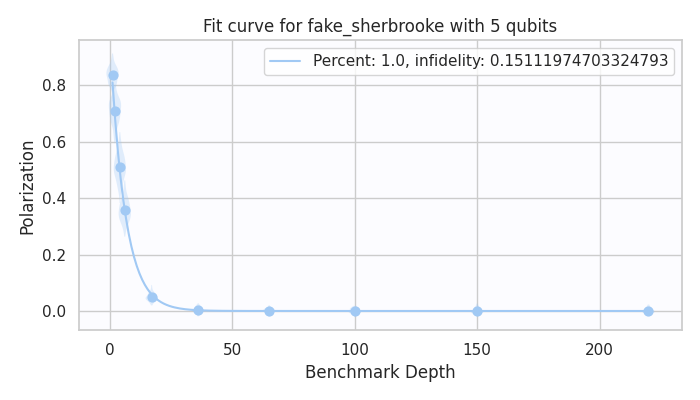 Fit curve for fake_sherbrooke with 5 qubits
Percent: 1.0, infidelity: 0.15111974703324793
Polarization
0.8
0.6
0.4
0.2
0.0
0 50 100 150 200
Benchmark Depth